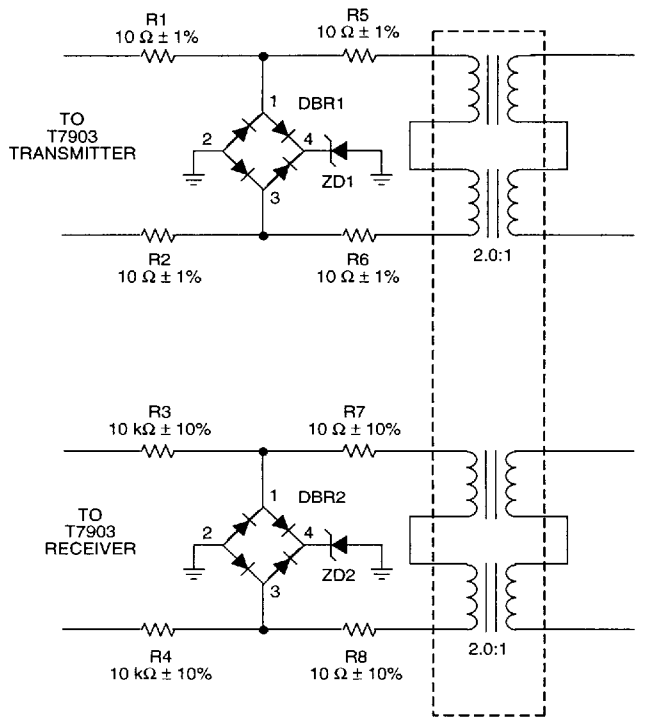 R1
10 Ω ± 1%
R5
10 Ω ± 1%
TO
T7903
TRANSMITTER
1
DBR1
2
4
ZD1
3
R2
10 Ω ± 1%
R6
10 Ω ± 1%
2.0:1
R3
10 kΩ ± 10%
R7
10 Ω ± 10%
TO
T7903
RECEIVER
1
DBR2
2
4
ZD2
3
R4
10 kΩ ± 10%
R8
10 Ω ± 10%
2.0:1